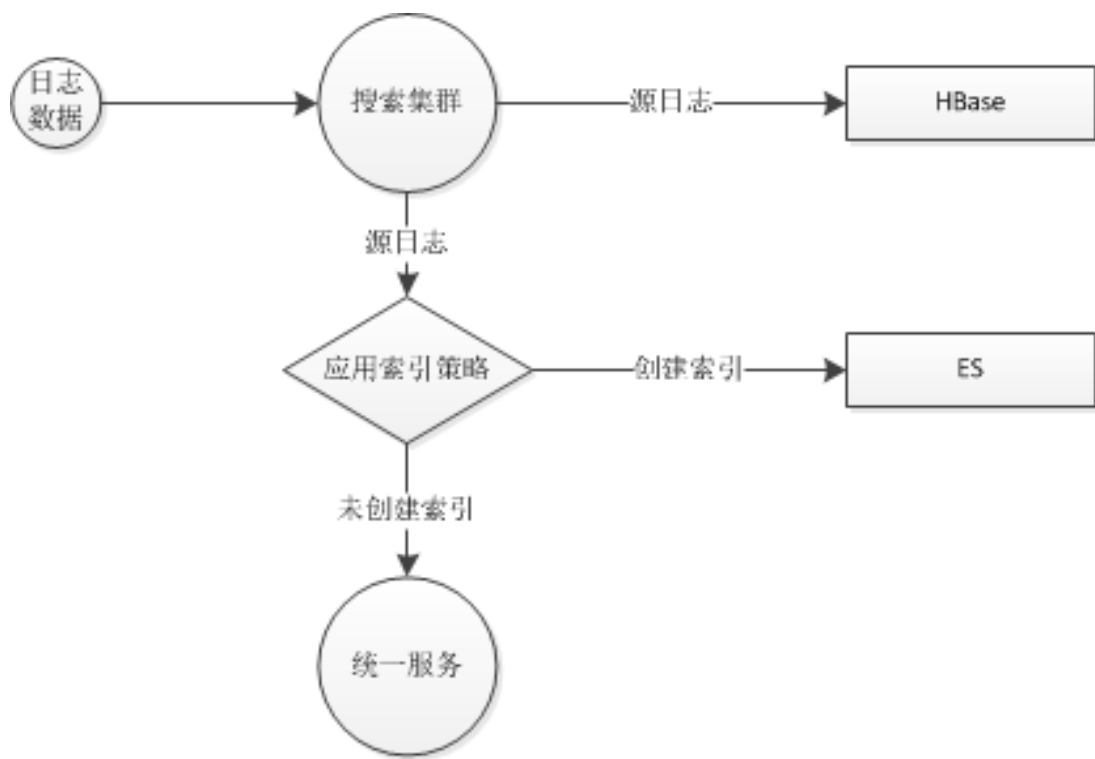 日志
数据
搜索集群
源日志
HBase
源日志
应用索引策略
创建索引
ES
未创建索引
统一服务